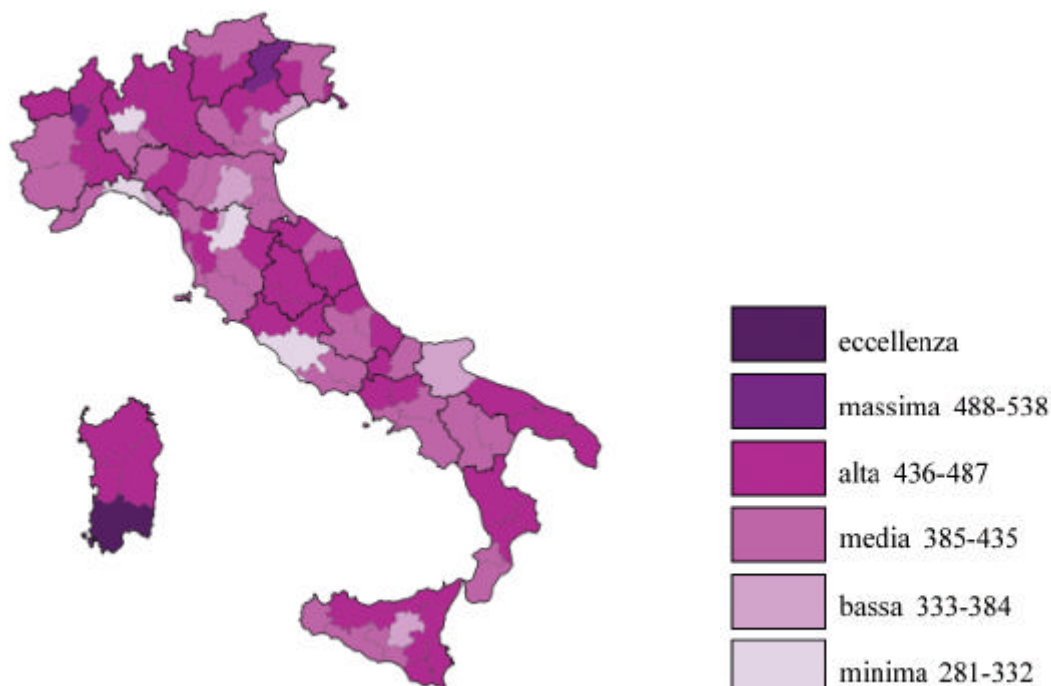 eccellenza
massima 488-538
alta 436-487
media 385-435
bassa 333-384
minima 281-332